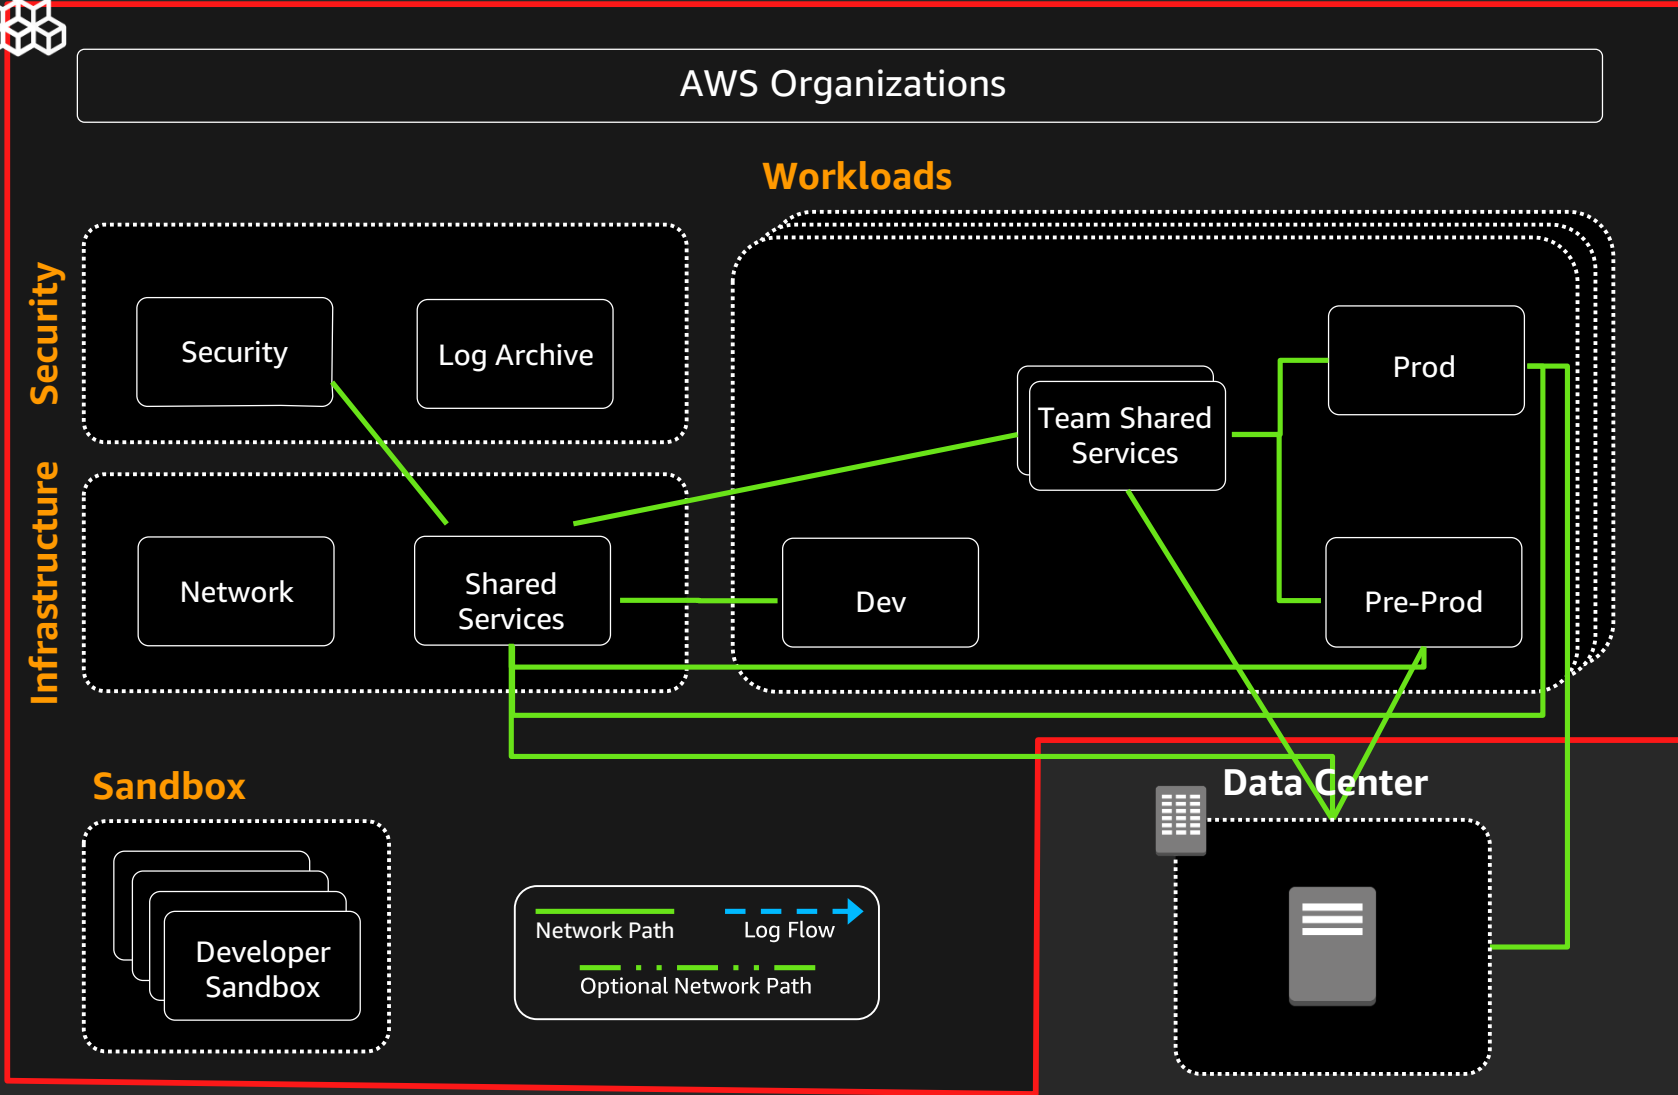 AWS Organizations
Workloads
Security
Security
Log Archive
Team Shared
Services
Prod
Infrastructure
Network
Shared
Services
Dev
Pre-Prod
Sandbox
Developer
Sandbox
Network Path
Log Flow
Optional Network Path
Data Center